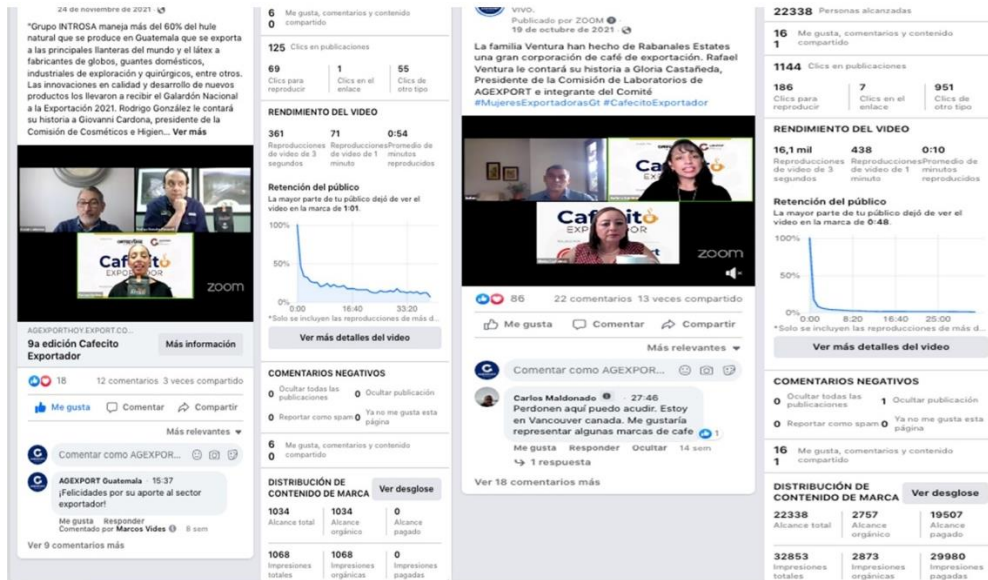 24 de noviembre de 2021 ·
"Grupo INTROSA maneja más del 60% del hule
natural que se produce en Guatemala que se exporta
a las principales llanteras del mundo y el látex a
fabricantes de globos, guantes domésticos,
industriales de exploración y quirúrgicos, entre otros.
Las innovaciones en calidad y desarrollo de nuevos
productos los llevaron a recibir el Galardón Nacional
a la Exportación 2021. Rodrigo González le contará
su historia a Giovanni Cardona, presidente de la
Comisión de Cosméticos e Higien... Ver más
Cafecito
EXPORTADOR
zoom
AGEXPORTHOY.EXPORT.CO...
9a edición Cafecito
Exportador
Más información
18
12 comentarios 3 veces compartido
Me gusta
Comentar
Compartir
Más relevantes
Comentar como AGEXPOR...
AGEXPORT Guatemala · 15:37
¡Felicidades por su aporte al sector
exportador!
Me gusta Responder
Comentado por Marcos Vides 8 sem
Ver 9 comentarios más
6
0
Me gusta, comentarios y contenido
compartido
125 Clics en publicaciones
69
Clics para
reproducir
1
Clics en el
enlace
55
Clics de
otro tipo
RENDIMIENTO DEL VIDEO
361
Reproducciones
de video de 3
segundos
71
Reproducciones
de video de 1
minuto
0:54
Promedio de
minutos
reproducidos
Retención del público
La mayor parte de tu público dejó de ver el
video en la marca de 1:01.
100%
50%
0%
0:00 16:40 33:20
*Solo se incluyen las reproducciones de más d...
Ver más detalles del video
COMENTARIOS NEGATIVOS
0 Ocultar todas las
publicaciones
0 Ocultar publicación
0 Reportar como spam
0 Ya no me gusta esta
página
6
0
Me gusta, comentarios y contenido
compartido
DISTRIBUCIÓN DE
CONTENIDO DE MARCA
Ver desglose
1034
Alcance total
1034
Alcance
orgánico
0
Alcance
pagado
1068
Impresiones
totales
1068
Impresiones
orgánicas
0
Impresiones
pagadas
vivo.
Publicado por ZOOM ·
19 de octubre de 2021 ·
La familia Ventura han hecho de Rabanales Estates
una gran corporación de café de exportación. Rafael
Ventura le contará su historia a Gloria Castañeda,
Presidente de la Comisión de Laboratorios de
AGEXPORT e integrante del Comité
#MujeresExportadorasGt #CafecitoExportador
Cafecito
EXPORTADOR
zoom
86
22 comentarios 13 veces compartido
Me gusta
Comentar
Compartir
Más relevantes
Comentar como AGEXPOR...
Carlos Maldonado · 27:46
Perdonen aquí puedo acudir. Estoy
en Vancouver canada. Me gustaría
representar algunas marcas de cafe
1
Me gusta Responder Ocultar 14 sem
1 respuesta
Ver 18 comentarios más
22338 Personas alcanzadas
16
1
Me gusta, comentarios y contenido
compartido
1144 Clics en publicaciones
186
Clics para
reproducir
7
Clics en el
enlace
951
Clics de
otro tipo
RENDIMIENTO DEL VIDEO
16,1 mil
Reproducciones
de video de 3
segundos
438
Reproducciones
de video de 1
minuto
0:10
Promedio de
minutos
reproducidos
Retención del público
La mayor parte de tu público dejó de ver el
video en la marca de 0:48.
100%
50%
0%
0:00 8:20 16:40 25:00
*Solo se incluyen las reproducciones de más d...
Ver más detalles del video
COMENTARIOS NEGATIVOS
0 Ocultar todas las
publicaciones
1 Ocultar publicación
0 Reportar como spam
0 Ya no me gusta esta
página
16
1
Me gusta, comentarios y contenido
compartido
DISTRIBUCIÓN DE
CONTENIDO DE MARCA
Ver desglose
22338
Alcance total
2757
Alcance
orgánico
19507
Alcance
pagado
32853
Impresiones
totales
2873
Impresiones
orgánicas
29980
Impresiones
pagadas